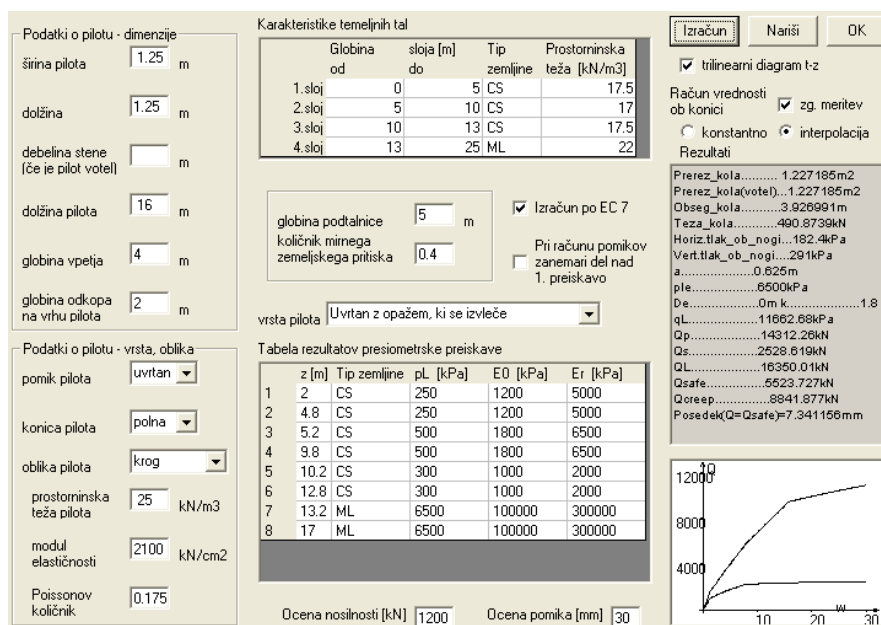 Podatki o pilotu - dimenzije
širina pilota 1.25 m
dolžina 1.25 m
debelina stene m
(če je pilot votel)
dolžina pilota 16 m
globina vpetja 4 m
globina odkopa 2 m
na vrhu pilota
Podatki o pilotu - vrsta, oblika
pomik pilota uvrtan
konica pilota polna
oblika pilota krog
prostorninska 25 kN/m3
teža pilota
modul 2100 kN/cm2
elastičnosti
Poissonov 0.175
količnik
Karakteristike temeljnih tal
Globina sloja [m] Tip Prostorninska
od do zemljine teža [kN/m3]
1.sloj 0 5 CS 17.5
2.sloj 5 10 CS 17
3.sloj 10 13 CS 17.5
4.sloj 13 25 ML 22
globina podtalnice 5 m
količnik mirnega 0.4
zemeljskega pritiska
Izračun po EC 7
Pri računu pomikov
zanemari del nad
1. preiskavo
vrsta pilota Uvrtan z opažem, ki se izvleče
Tabela rezultatov presiometrske preiskave
z [m] Tip zemljine pL [kPa] E0 [kPa] Er [kPa]
1 2 CS 250 1200 5000
2 4.8 CS 250 1200 5000
3 5.2 CS 500 1800 6500
4 9.8 CS 500 1800 6500
5 10.2 CS 300 1000 2000
6 12.8 CS 300 1000 2000
7 13.2 ML 6500 100000 300000
8 17 ML 6500 100000 300000
Ocena nosilnosti [kN] 1200 Ocena pomika [mm] 30
Izračun Nariši OK
trilinearni diagram t-z
Račun vrednosti
ob konici zg. meritev
konstantno interpolacija
Rezultati
Prerez_kola.......... 1.227185m2
Prerez_kola(votel)...1.227185m2
Obseg_kola..............3.926991m
Teza_kola..............490.8739kN
Horiz.tlak_ob_nogi...182.4kPa
Vert.tlak_ob_nogi....291kPa
a......................0.625m
ple....................6500kPa
De......................0m k...................1.8
qL......................11662.68kPa
Qp......................14312.26kN
Qs......................2528.619kN
QL......................16350.01kN
Qsafe..................5523.727kN
Qcreep................8841.877kN
Posedek(Q=Qsafe)=7.341156mm
12000 Q
8000
4000
10 20 w 30